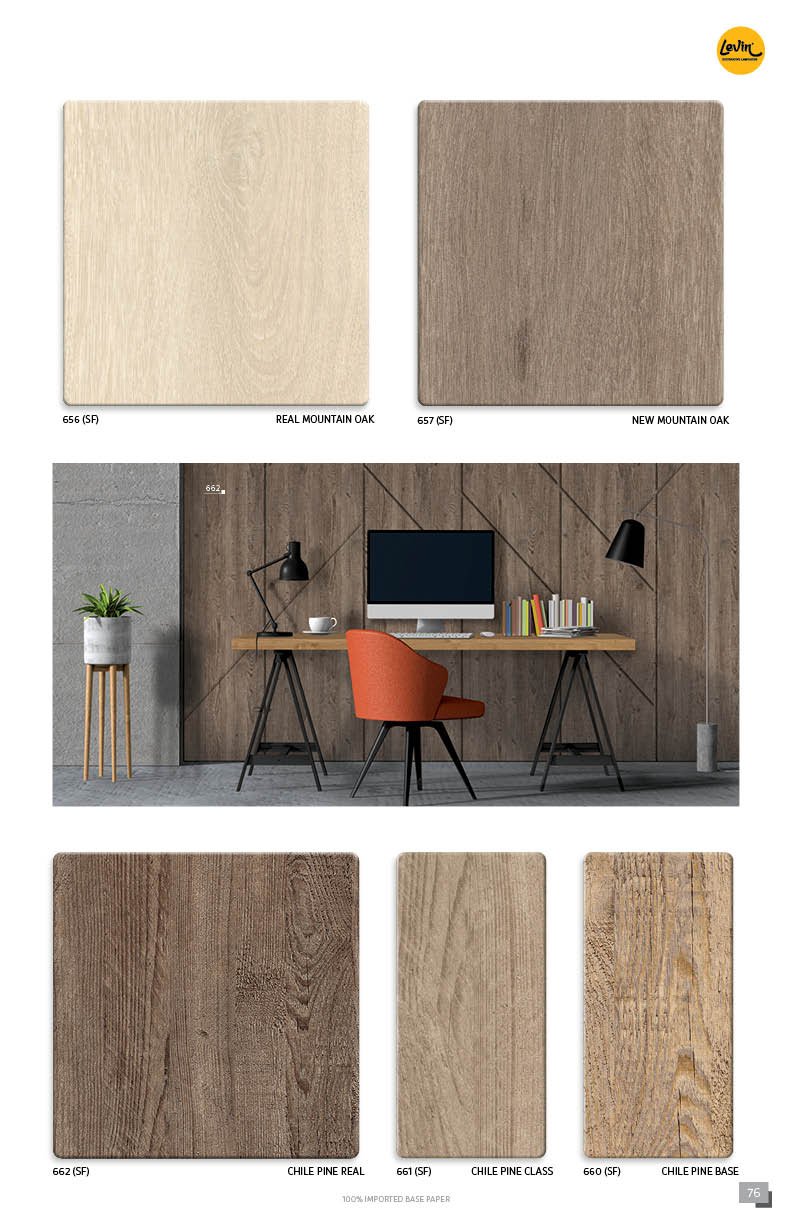 Levin
DECORATIVE LAMINATES
656 (SF) REAL MOUNTAIN OAK
657 (SF) NEW MOUNTAIN OAK
662
662 (SF) CHILE PINE REAL
661 (SF) CHILE PINE CLASS
660 (SF) CHILE PINE BASE
100% IMPORTED BASE PAPER
76